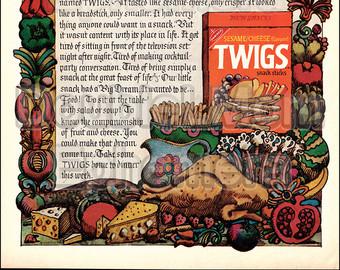 named TWIGS. It tasted like sesame-cheese, only crisper. It looked
like a breadstick, only smaller. It had every
thing anyone could want in a snack. But
it wasn't content with its place in life. It got
tired of sitting in front of the television set
night after night. Tired of making cocktail-
party conversation. Tired of being simply a
snack at the great feast of life. Our little
snack had a Big Dream. It wanted to be...
Food! To sit at the table
with salad or soup! To
know the companionship
of fruit and cheese. You
could make that dream
come true. Take some
TWIGS home to dinner
this week.
SESAME/CHEESE flavored
TWIGS
snack sticks